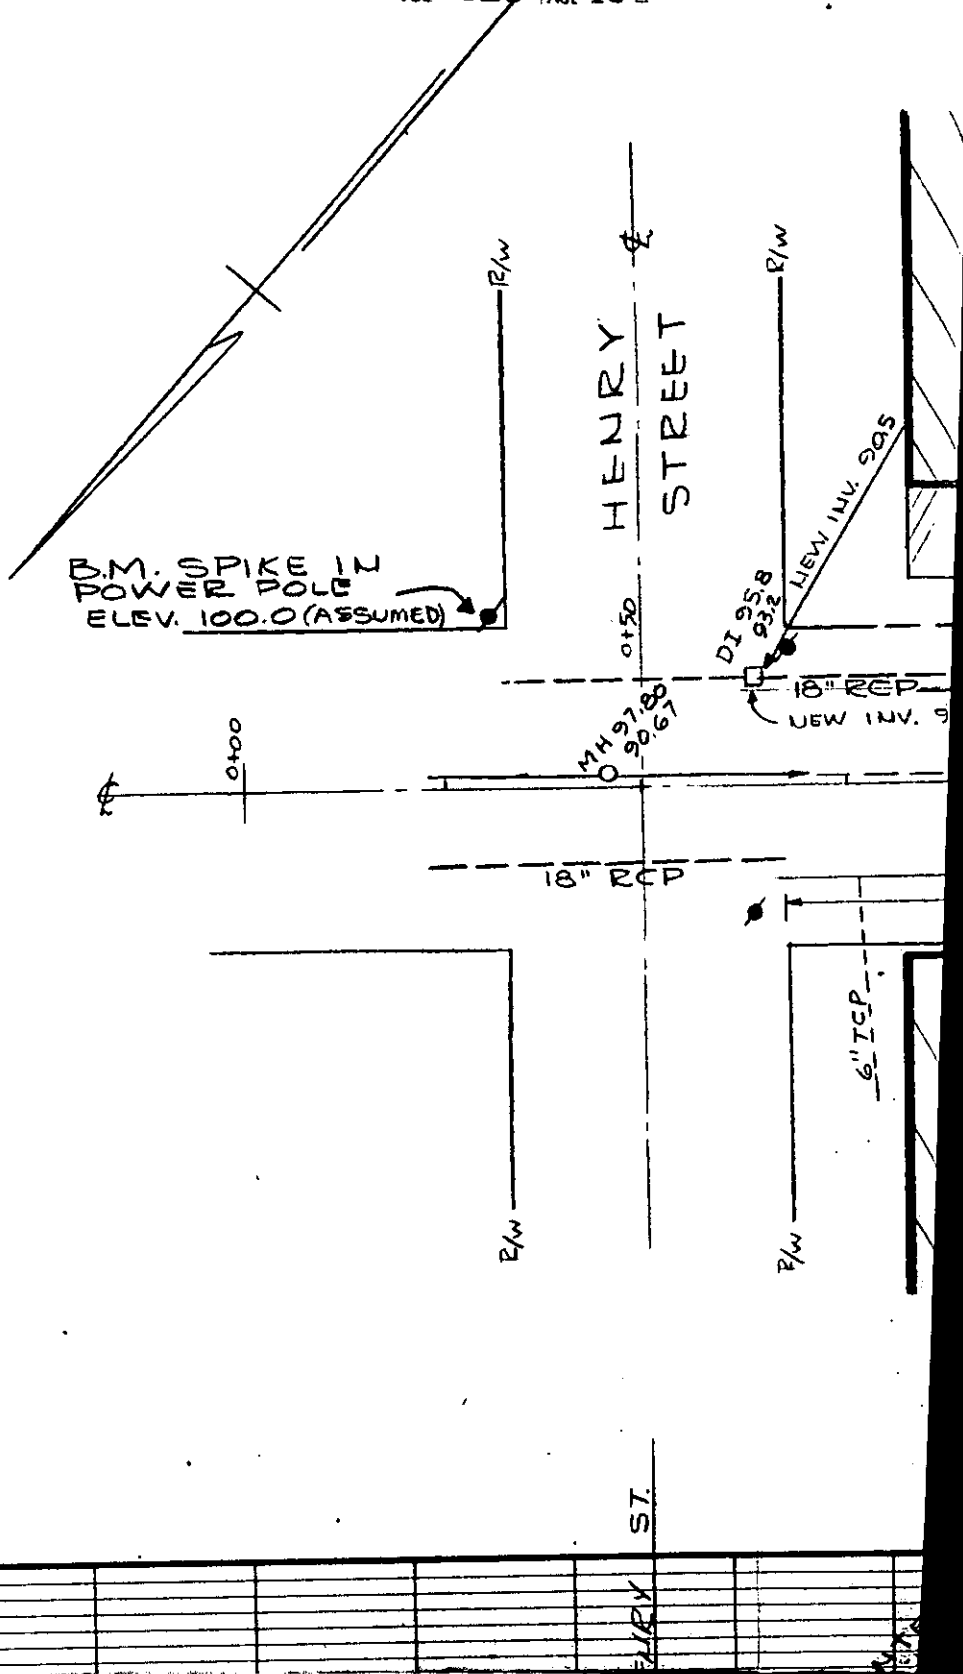 R/W
℄
R/W
HENRY
STREET
B.M. SPIKE IN
POWER POLE
ELEV. 100.0 (ASSUMED)
NEW INV. 90.5
DI 95.8
93.2
0+50
18" RCP
NEW INV. 9
MH 97.80
90.67
0+00
℄
18" RCP
6" TCP
R/W
R/W
ST.
ENRY